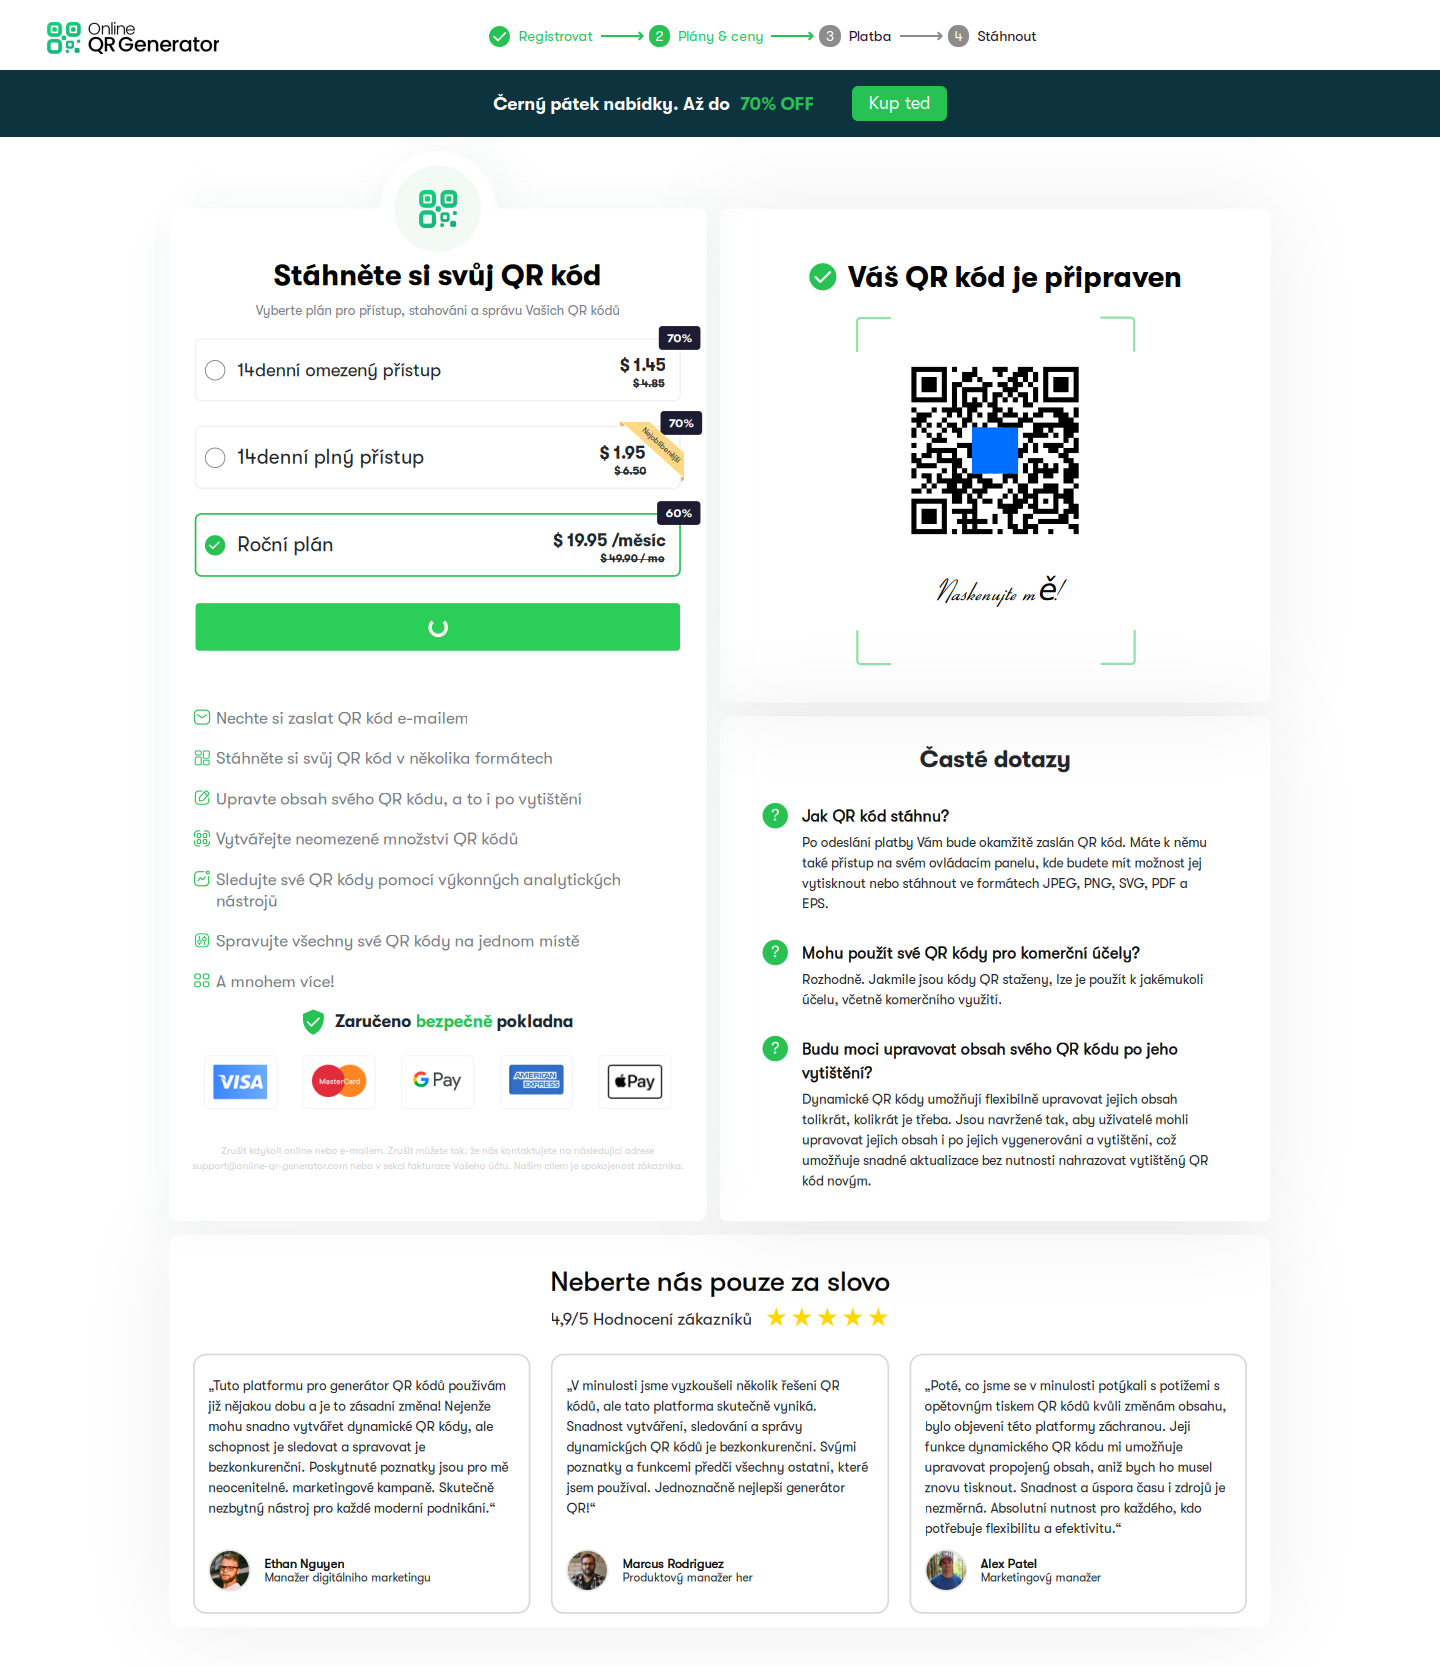 Online
QR Generator
Registrovat
2 Plány & ceny
3 Platba
4 Stáhnout
Černý pátek nabídky. Až do 70% OFF
Kup ted
Stáhněte si svůj QR kód
Vyberte plán pro přístup, stahování a správu Vašich QR kódů
70%
14denní omezený přístup
$ 1.45
$ 4.85
70%
Nejoblíbenější
14denní plný přístup
$ 1.95
$ 6.50
60%
Roční plán
$ 19.95 /měsíc
$ 49.90 / mo
Nechte si zaslat QR kód e-mailem
Stáhněte si svůj QR kód v několika formátech
Upravte obsah svého QR kódu, a to i po vytištění
Vytvářejte neomezené množství QR kódů
Sledujte své QR kódy pomocí výkonných analytických
nástrojů
Spravujte všechny své QR kódy na jednom místě
A mnohem více!
Zaručeno bezpečně pokladna
VISA
MasterCard
G Pay
AMERICAN
EXPRESS
Pay
Zrušit kdykoli online nebo e-mailem. Zrušit můžete tak, že nás kontaktujete na následující adrese
support@online-qr-generator.com nebo v sekci fakturace Vašeho účtu. Naším cílem je spokojenost zákazníka.
Váš QR kód je připraven
Naskenujte mě!
Časté dotazy
? Jak QR kód stáhnu?
Po odeslání platby Vám bude okamžitě zaslán QR kód. Máte k němu
také přístup na svém ovládacím panelu, kde budete mít možnost jej
vytisknout nebo stáhnout ve formátech JPEG, PNG, SVG, PDF a
EPS.
? Mohu použít své QR kódy pro komerční účely?
Rozhodně. Jakmile jsou kódy QR staženy, lze je použít k jakémukoli
účelu, včetně komerčního využití.
? Budu moci upravovat obsah svého QR kódu po jeho
vytištění?
Dynamické QR kódy umožňují flexibilně upravovat jejich obsah
tolikrát, kolikrát je třeba. Jsou navržené tak, aby uživatelé mohli
upravovat jejich obsah i po jejich vygenerování a vytištění, což
umožňuje snadné aktualizace bez nutnosti nahrazovat vytištěný QR
kód novým.
Neberte nás pouze za slovo
4,9/5 Hodnocení zákazníků
„Tuto platformu pro generátor QR kódů používám
již nějakou dobu a je to zásadní změna! Nejenže
mohu snadno vytvářet dynamické QR kódy, ale
schopnost je sledovat a spravovat je
bezkonkurenční. Poskytnuté poznatky jsou pro mě
neocenitelné. marketingové kampaně. Skutečně
nezbytný nástroj pro každé moderní podnikání.“
Ethan Nguyen
Manažer digitálního marketingu
„V minulosti jsme vyzkoušeli několik řešení QR
kódů, ale tato platforma skutečně vyniká.
Snadnost vytváření, sledování a správy
dynamických QR kódů je bezkonkurenční. Svými
poznatky a funkcemi předčí všechny ostatní, které
jsem používal. Jednoznačně nejlepší generátor
QR!“
Marcus Rodriguez
Produktový manažer her
„Poté, co jsme se v minulosti potýkali s potížemi s
opětovným tiskem QR kódů kvůli změnám obsahu,
bylo objevení této platformy záchranou. Její
funkce dynamického QR kódu mi umožňuje
upravovat propojený obsah, aniž bych ho musel
znovu tisknout. Snadnost a úspora času i zdrojů je
nezměrná. Absolutní nutnost pro každého, kdo
potřebuje flexibilitu a efektivitu.“
Alex Patel
Marketingový manažer